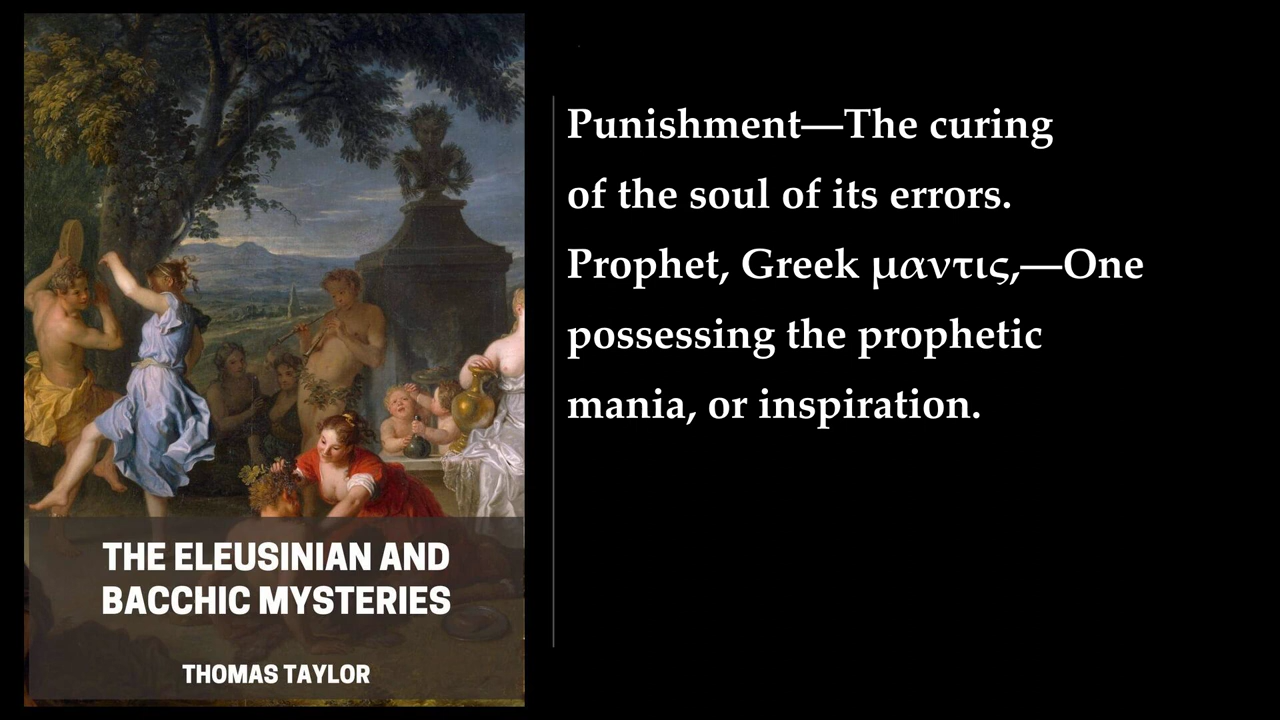 THE ELEUSINIAN AND
BACCHIC MYSTERIES
THOMAS TAYLOR
Punishment—The curing
of the soul of its errors.
Prophet, Greek μαντις,—One
possessing the prophetic
mania, or inspiration.